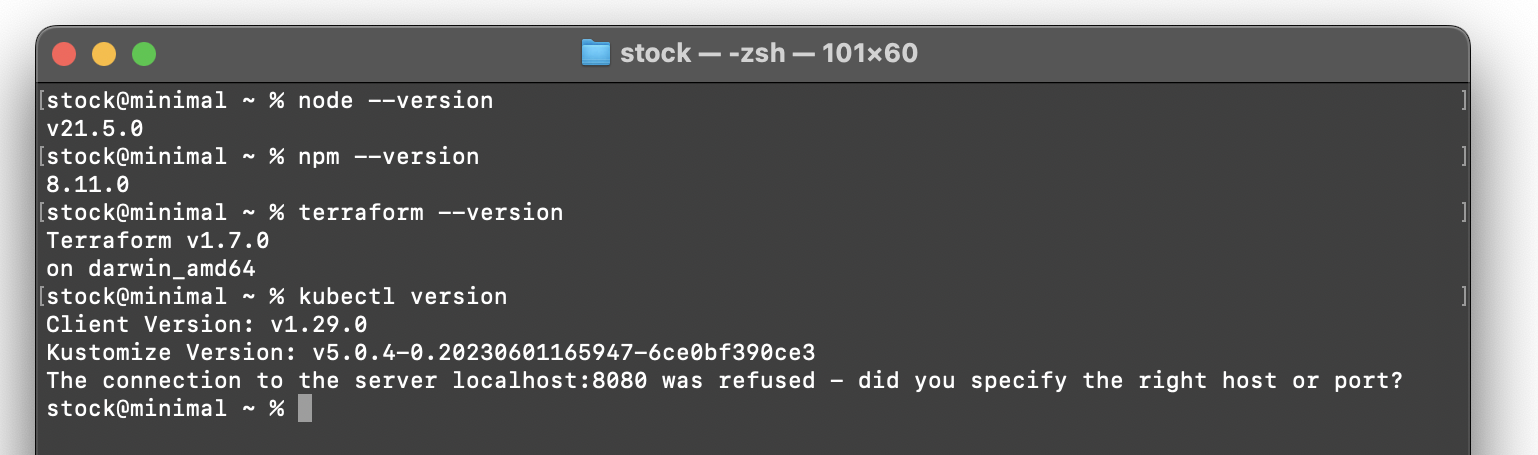 stock — -zsh — 101×60
[stock@minimal ~ % node --version ]
v21.5.0
[stock@minimal ~ % npm --version ]
8.11.0
[stock@minimal ~ % terraform --version ]
Terraform v1.7.0
on darwin_amd64
[stock@minimal ~ % kubectl version ]
Client Version: v1.29.0
Kustomize Version: v5.0.4-0.20230601165947-6ce0bf390ce3
The connection to the server localhost:8080 was refused - did you specify the right host or port?
stock@minimal ~ %